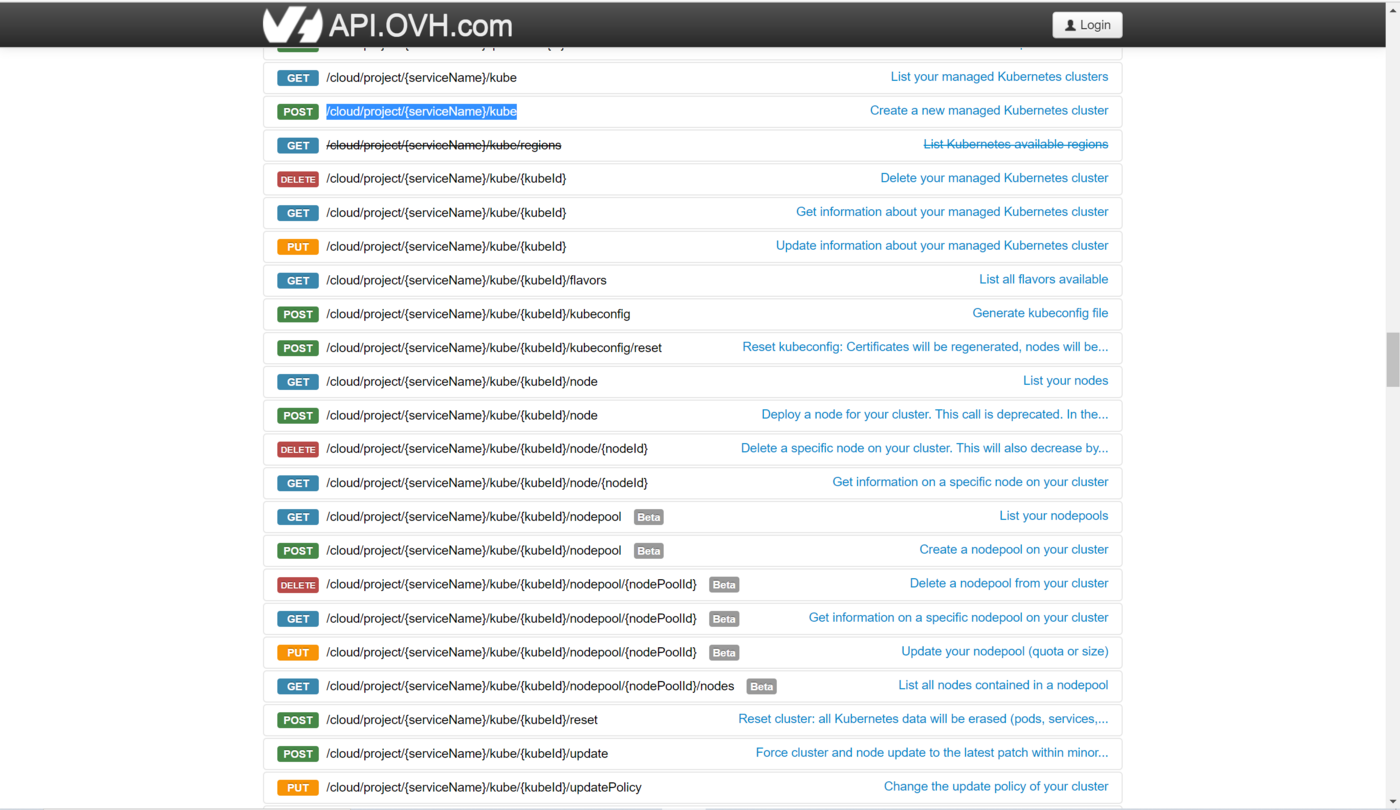 API.OVH.com
Login
GET /cloud/project/{serviceName}/kube List your managed Kubernetes clusters
POST /cloud/project/{serviceName}/kube Create a new managed Kubernetes cluster
GET /cloud/project/{serviceName}/kube/regions List Kubernetes available regions
DELETE /cloud/project/{serviceName}/kube/{kubeId} Delete your managed Kubernetes cluster
GET /cloud/project/{serviceName}/kube/{kubeId} Get information about your managed Kubernetes cluster
PUT /cloud/project/{serviceName}/kube/{kubeId} Update information about your managed Kubernetes cluster
GET /cloud/project/{serviceName}/kube/{kubeId}/flavors List all flavors available
POST /cloud/project/{serviceName}/kube/{kubeId}/kubeconfig Generate kubeconfig file
POST /cloud/project/{serviceName}/kube/{kubeId}/kubeconfig/reset Reset kubeconfig: Certificates will be regenerated, nodes will be...
GET /cloud/project/{serviceName}/kube/{kubeId}/node List your nodes
POST /cloud/project/{serviceName}/kube/{kubeId}/node Deploy a node for your cluster. This call is deprecated. In the...
DELETE /cloud/project/{serviceName}/kube/{kubeId}/node/{nodeId} Delete a specific node on your cluster. This will also decrease by...
GET /cloud/project/{serviceName}/kube/{kubeId}/node/{nodeId} Get information on a specific node on your cluster
GET /cloud/project/{serviceName}/kube/{kubeId}/nodepool Beta List your nodepools
POST /cloud/project/{serviceName}/kube/{kubeId}/nodepool Beta Create a nodepool on your cluster
DELETE /cloud/project/{serviceName}/kube/{kubeId}/nodepool/{nodePoolId} Beta Delete a nodepool from your cluster
GET /cloud/project/{serviceName}/kube/{kubeId}/nodepool/{nodePoolId} Beta Get information on a specific nodepool on your cluster
PUT /cloud/project/{serviceName}/kube/{kubeId}/nodepool/{nodePoolId} Beta Update your nodepool (quota or size)
GET /cloud/project/{serviceName}/kube/{kubeId}/nodepool/{nodePoolId}/nodes Beta List all nodes contained in a nodepool
POST /cloud/project/{serviceName}/kube/{kubeId}/reset Reset cluster: all Kubernetes data will be erased (pods, services,...
POST /cloud/project/{serviceName}/kube/{kubeId}/update Force cluster and node update to the latest patch within minor...
PUT /cloud/project/{serviceName}/kube/{kubeId}/updatePolicy Change the update policy of your cluster